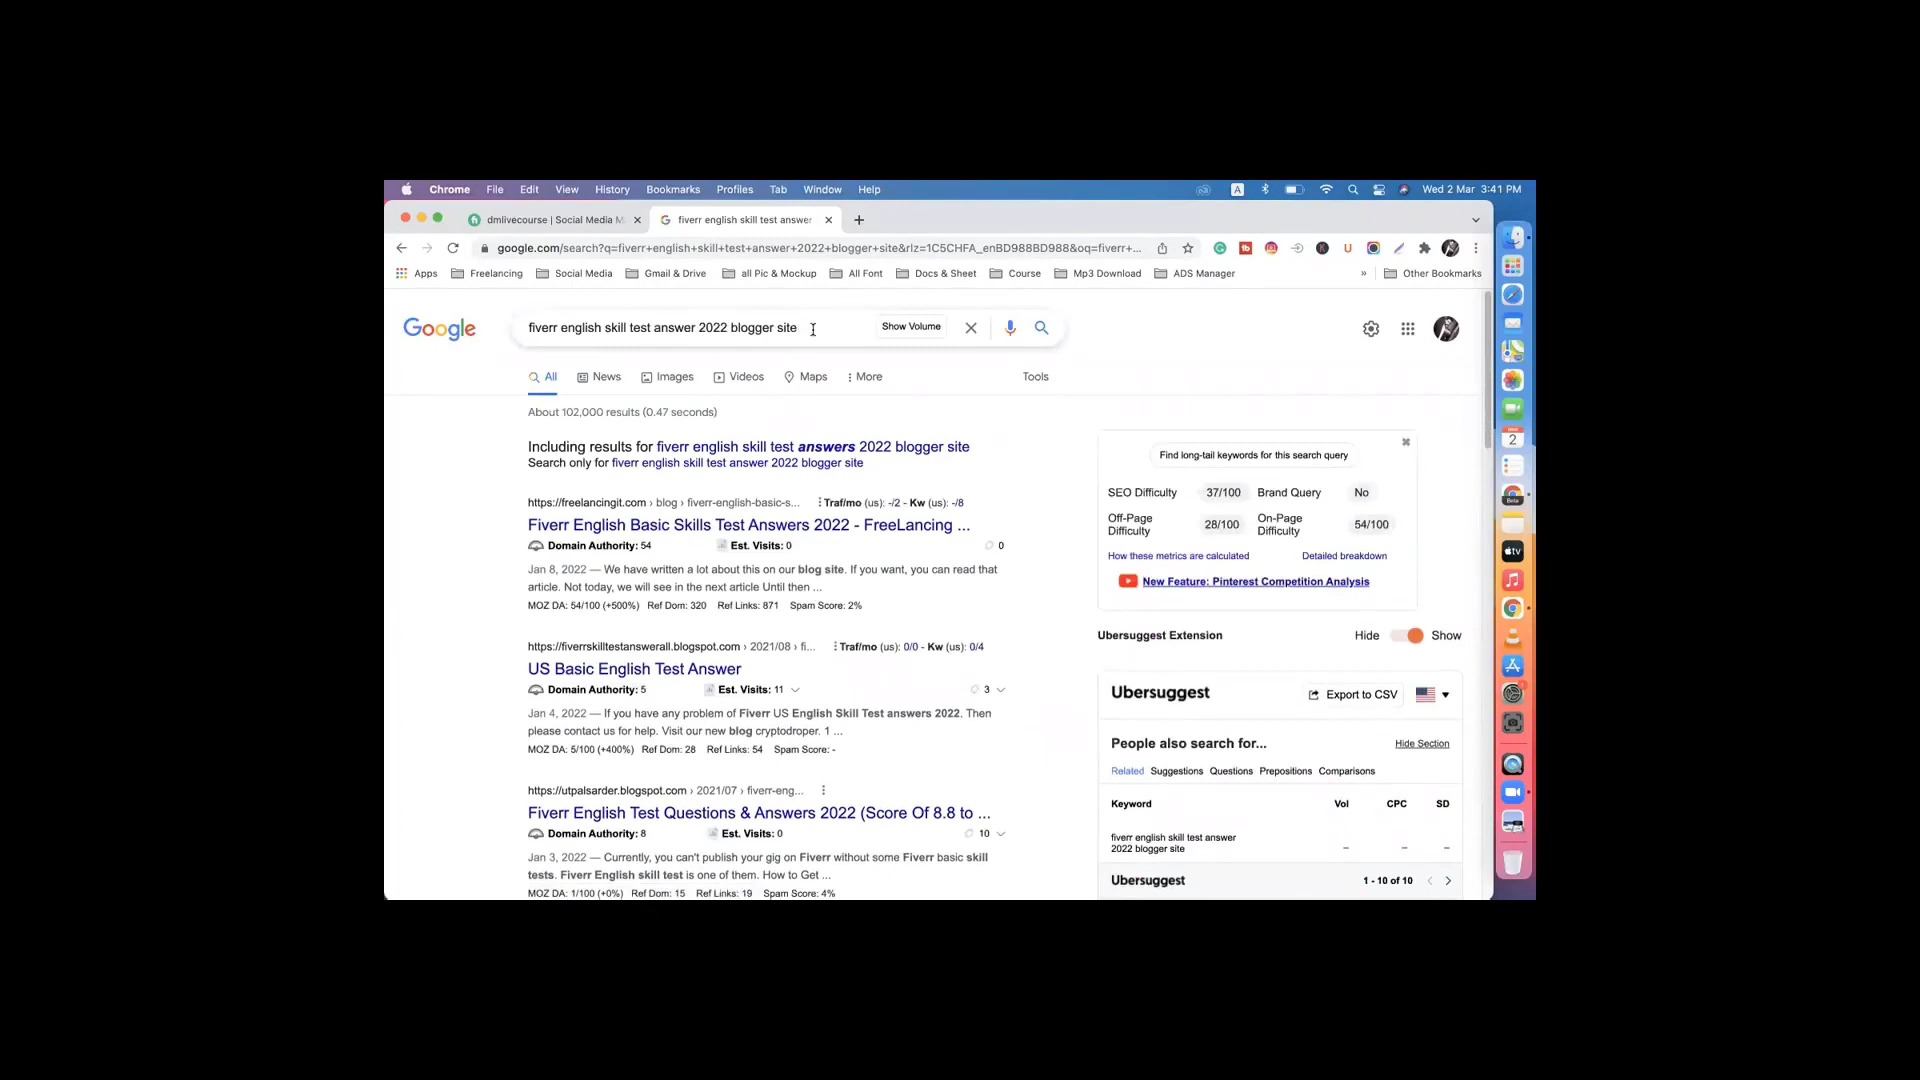 Chrome File Edit View History Bookmarks Profiles Tab Window Help A Wed 2 Mar 3:41 PM
dmlivecourse | Social Media M fiverr english skill test answer
google.com/search?q=fiverr+english+skill+test+answer+2022+blogger+site&rlz=1C5CHFA_enBD988BD988&oq=fiverr+...
Apps Freelancing Social Media Gmail & Drive all Pic & Mockup All Font Docs & Sheet Course Mp3 Download ADS Manager » Other Bookmarks
Google fiverr english skill test answer 2022 blogger site Show Volume
All News Images Videos Maps More Tools
About 102,000 results (0.47 seconds)
Including results for fiverr english skill test answers 2022 blogger site
Search only for fiverr english skill test answer 2022 blogger site
https://freelancingit.com › blog › fiverr-english-basic-s... Traf/mo (us): -/2 - Kw (us): -/8
Fiverr English Basic Skills Test Answers 2022 - FreeLancing ...
Domain Authority: 54 Est. Visits: 0 0
Jan 8, 2022 — We have written a lot about this on our blog site. If you want, you can read that
article. Not today, we will see in the next article Until then ...
MOZ DA: 54/100 (+500%) Ref Dom: 320 Ref Links: 871 Spam Score: 2%
https://fiverrskilltestanswerall.blogspot.com › 2021/08 › fi... Traf/mo (us): 0/0 - Kw (us): 0/4
US Basic English Test Answer
Domain Authority: 5 Est. Visits: 11 3
Jan 4, 2022 — If you have any problem of Fiverr US English Skill Test answers 2022. Then
please contact us for help. Visit our new blog cryptodroper. 1 ...
MOZ DA: 5/100 (+400%) Ref Dom: 28 Ref Links: 54 Spam Score: -
https://utpalsarder.blogspot.com › 2021/07 › fiverr-eng...
Fiverr English Test Questions & Answers 2022 (Score Of 8.8 to ...
Domain Authority: 8 Est. Visits: 0 10
Jan 3, 2022 — Currently, you can't publish your gig on Fiverr without some Fiverr basic skill
tests. Fiverr English skill test is one of them. How to Get ...
MOZ DA: 1/100 (+0%) Ref Dom: 15 Ref Links: 19 Spam Score: 4%
Find long-tail keywords for this search query
SEO Difficulty 37/100 Brand Query No
Off-Page Difficulty 28/100 On-Page Difficulty 54/100
How these metrics are calculated Detailed breakdown
New Feature: Pinterest Competition Analysis
Ubersuggest Extension Hide Show
Ubersuggest Export to CSV
People also search for... Hide Section
Related Suggestions Questions Prepositions Comparisons
Keyword Vol CPC SD
fiverr english skill test answer
2022 blogger site – – –
Ubersuggest 1 - 10 of 10
2
tv